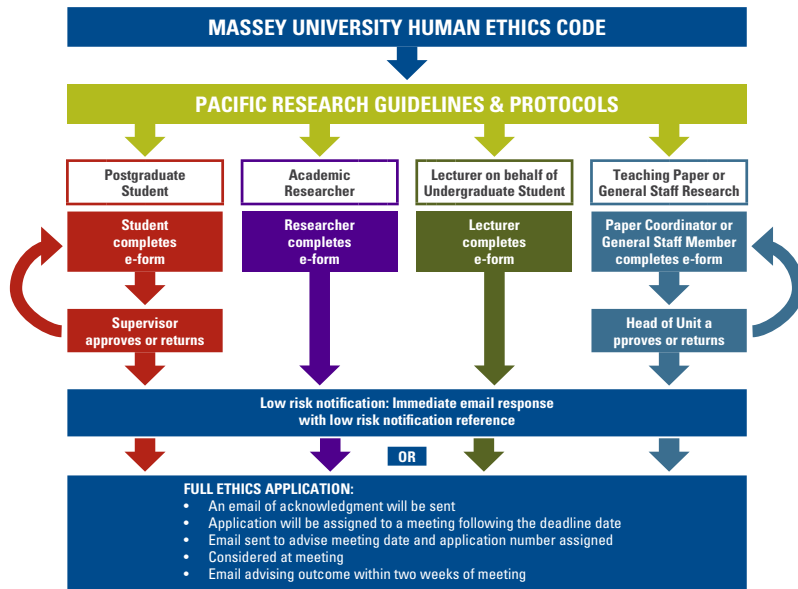 MASSEY UNIVERSITY HUMAN ETHICS CODE
PACIFIC RESEARCH GUIDELINES & PROTOCOLS
Postgraduate
Student
Academic
Researcher
Lecturer on behalf of
Undergraduate Student
Teaching Paper or
General Staff Research
Student
completes
e-form
Researcher
completes
e-form
Lecturer
completes
e-form
Paper Coordinator or
General Staff Member
completes e-form
Supervisor
approves or returns
Head of Unit a
pproves or returns
Low risk notification: Immediate email response
with low risk notification reference
OR
FULL ETHICS APPLICATION:
• An email of acknowledgment will be sent
• Application will be assigned to a meeting following the deadline date
• Email sent to advise meeting date and application number assigned
• Considered at meeting
• Email advising outcome within two weeks of meeting